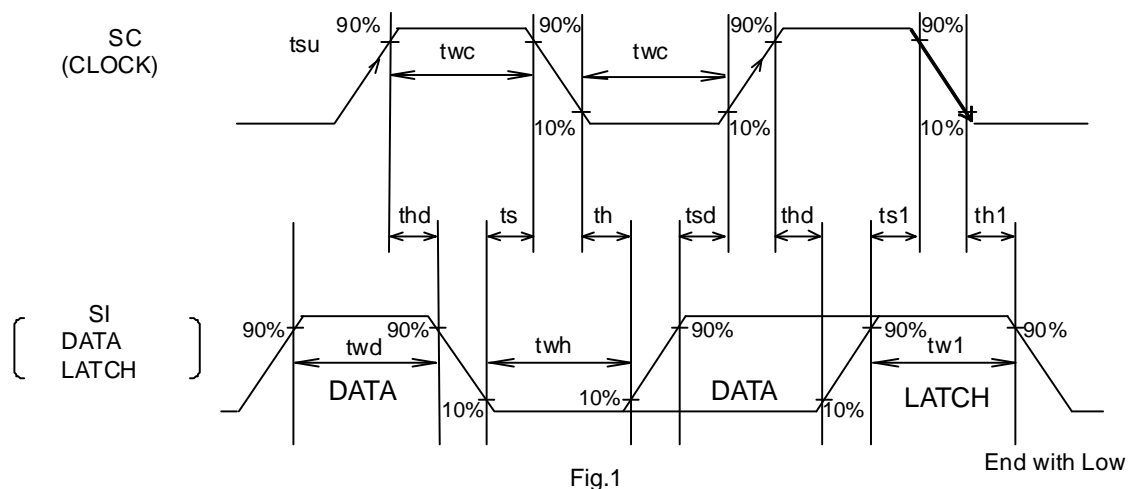 SC
(CLOCK)
tsu
90%
twc
90%
10%
twc
90%
10%
90%
10%
thd
ts
th
tsd
thd
ts1
th1
SI
DATA
LATCH
90%
twd
90%
DATA
10%
twh
10%
90%
DATA
10%
90%
tw1
90%
LATCH
End with Low
Fig.1